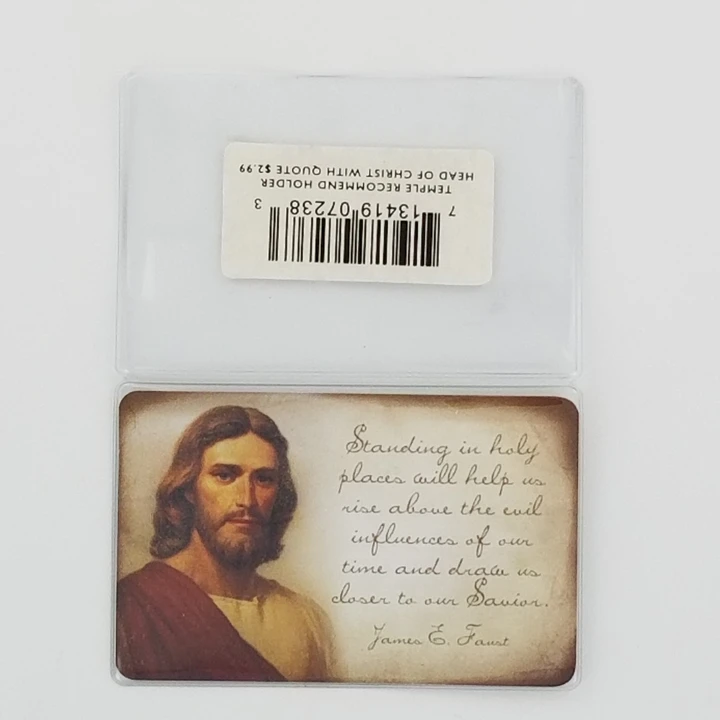 TEMPLE RECOMMEND HOLDER
HEAD OF CHRIST WITH QUOTE $2.99
7 13419 07238 3
Standing in holy
places will help us
rise above the evil
influences of our
time and draw us
closer to our Savior.
James E. Faust